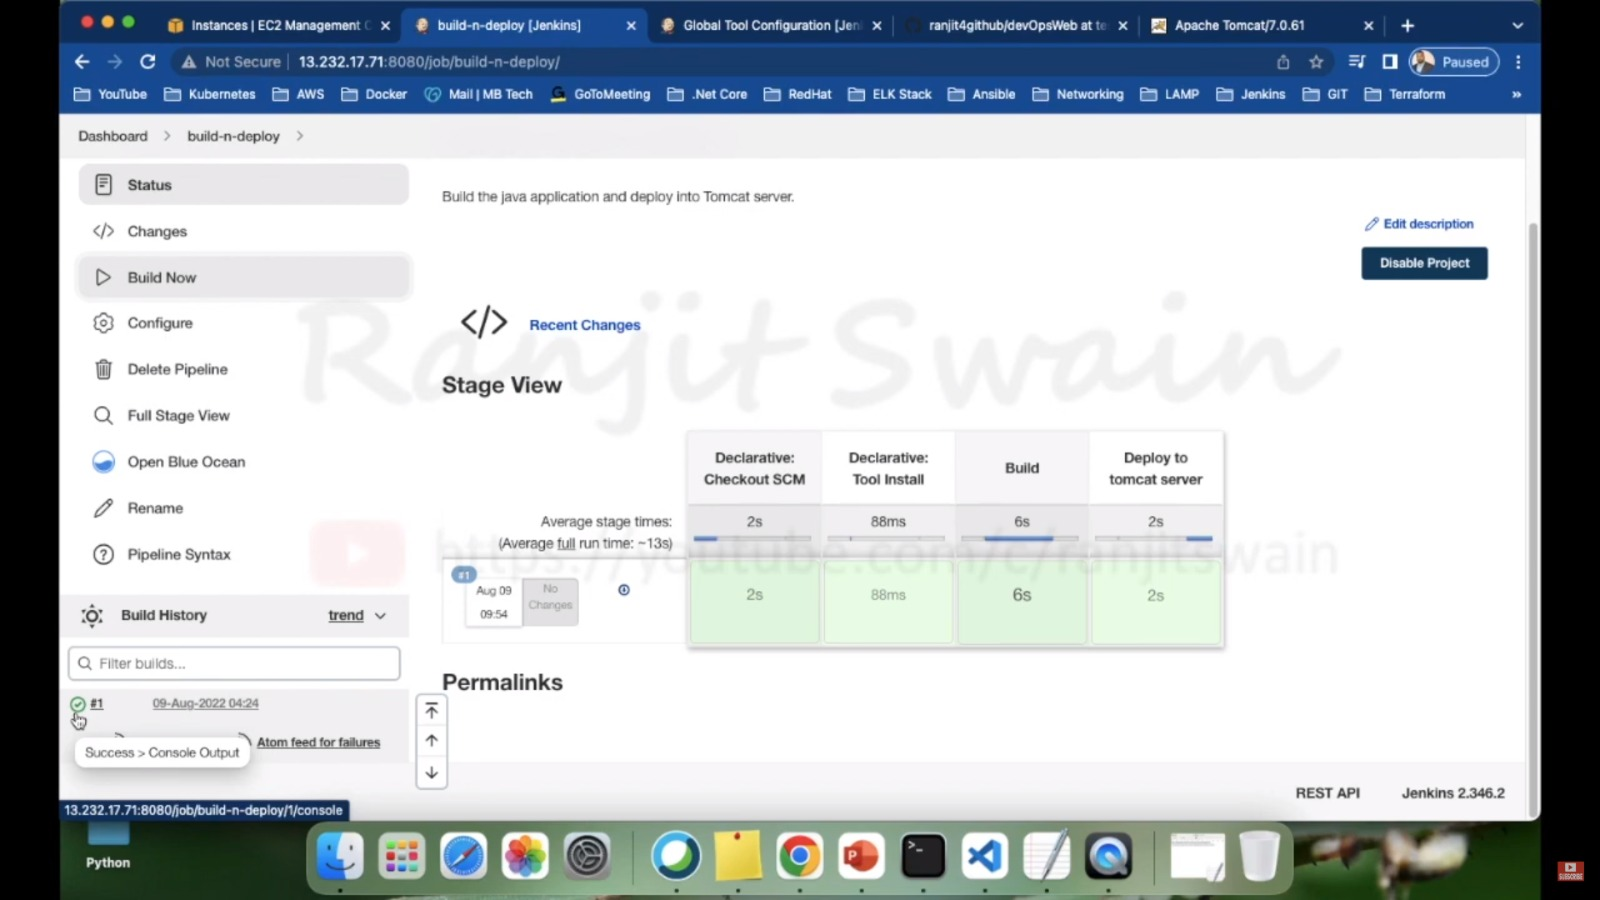 Instances | EC2 Management C
build-n-deploy [Jenkins]
Global Tool Configuration [Jen
ranjit4github/devOpsWeb at te
Apache Tomcat/7.0.61
Not Secure
13.232.17.71:8080/job/build-n-deploy/
Paused
YouTube
Kubernetes
AWS
Docker
Mail | MB Tech
GoToMeeting
.Net Core
RedHat
ELK Stack
Ansible
Networking
LAMP
Jenkins
GIT
Terraform
»
Dashboard > build-n-deploy >
Status
Changes
Build Now
Configure
Delete Pipeline
Full Stage View
Open Blue Ocean
Rename
Pipeline Syntax
Build History
trend
Filter builds...
#1
09-Aug-2022 04:24
Atom feed for failures
Success > Console Output
13.232.17.71:8080/job/build-n-deploy/1/console
Build the java application and deploy into Tomcat server.
Edit description
Disable Project
Ranjit Swain
Recent Changes
Stage View
Declarative:
Checkout SCM
Declarative:
Tool Install
Build
Deploy to
tomcat server
Average stage times:
(Average full run time: ~13s)
2s
88ms
6s
2s
https://youtube.com/c/ranjitswain
#1
Aug 09
09:54
No
Changes
2s
88ms
6s
2s
Permalinks
REST API
Jenkins 2.346.2
Python
SUBSCRIBE